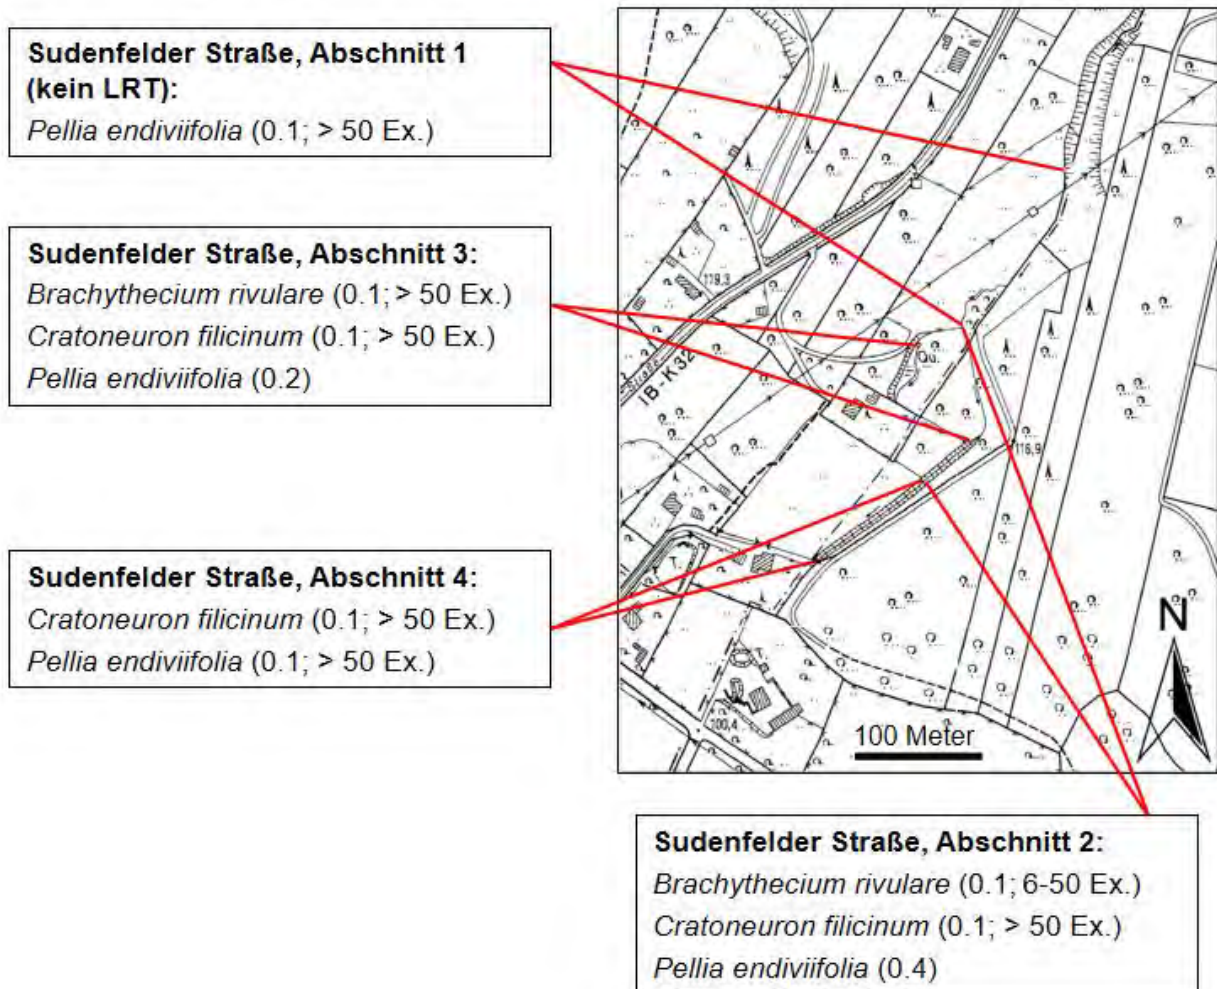 Sudenfelder Straße, Abschnitt 1
(kein LRT):
Pellia endiviifolia (0.1; > 50 Ex.)
Sudenfelder Straße, Abschnitt 3:
Brachythecium rivulare (0.1; > 50 Ex.)
Cratoneuron filicinum (0.1; > 50 Ex.)
Pellia endiviifolia (0.2)
Sudenfelder Straße, Abschnitt 4:
Cratoneuron filicinum (0.1; > 50 Ex.)
Pellia endiviifolia (0.1; > 50 Ex.)
119,3
Straße
IB-K32
Qu.
116,9
T.
T.
100,4
N
100 Meter
Sudenfelder Straße, Abschnitt 2:
Brachythecium rivulare (0.1; 6-50 Ex.)
Cratoneuron filicinum (0.1; > 50 Ex.)
Pellia endiviifolia (0.4)